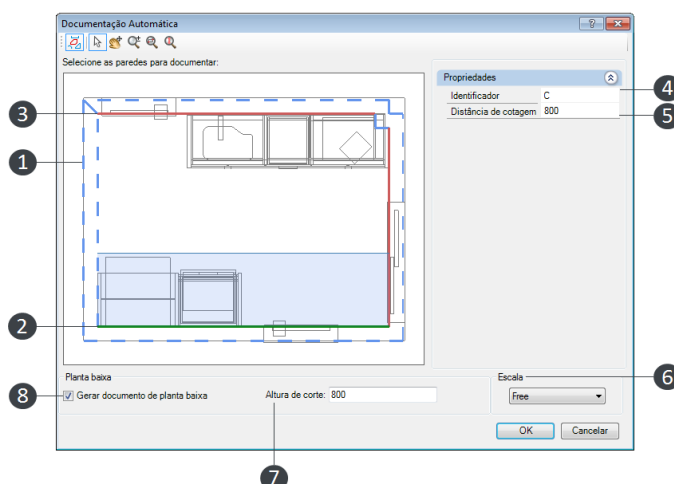 Documentação Automática
Selecione as paredes para documentar:
Propriedades
Identificador C
Distância de cotagem 800
4
5
3
1
2
Planta baixa
Escala
6
8
Gerar documento de planta baixa
Altura de corte: 800
Free
OK
Cancelar
7